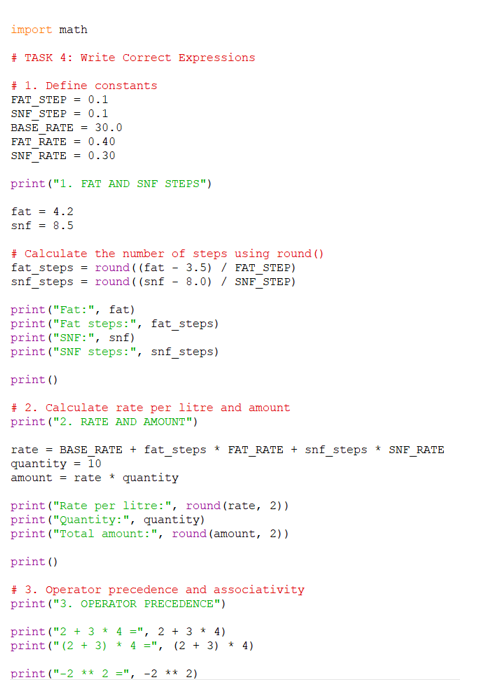 import math
# TASK 4: Write Correct Expressions
# 1. Define constants
FAT_STEP = 0.1
SNF_STEP = 0.1
BASE_RATE = 30.0
FAT_RATE = 0.40
SNF_RATE = 0.30
print("1. FAT AND SNF STEPS")
fat = 4.2
snf = 8.5
# Calculate the number of steps using round()
fat_steps = round((fat - 3.5) / FAT_STEP)
snf_steps = round((snf - 8.0) / SNF_STEP)
print("Fat:", fat)
print("Fat steps:", fat_steps)
print("SNF:", snf)
print("SNF steps:", snf_steps)
print()
# 2. Calculate rate per litre and amount
print("2. RATE AND AMOUNT")
rate = BASE_RATE + fat_steps * FAT_RATE + snf_steps * SNF_RATE
quantity = 10
amount = rate * quantity
print("Rate per litre:", round(rate, 2))
print("Quantity:", quantity)
print("Total amount:", round(amount, 2))
print()
# 3. Operator precedence and associativity
print("3. OPERATOR PRECEDENCE")
print("2 + 3 * 4 =", 2 + 3 * 4)
print("(2 + 3) * 4 =", (2 + 3) * 4)
print("-2 ** 2 =", -2 ** 2)